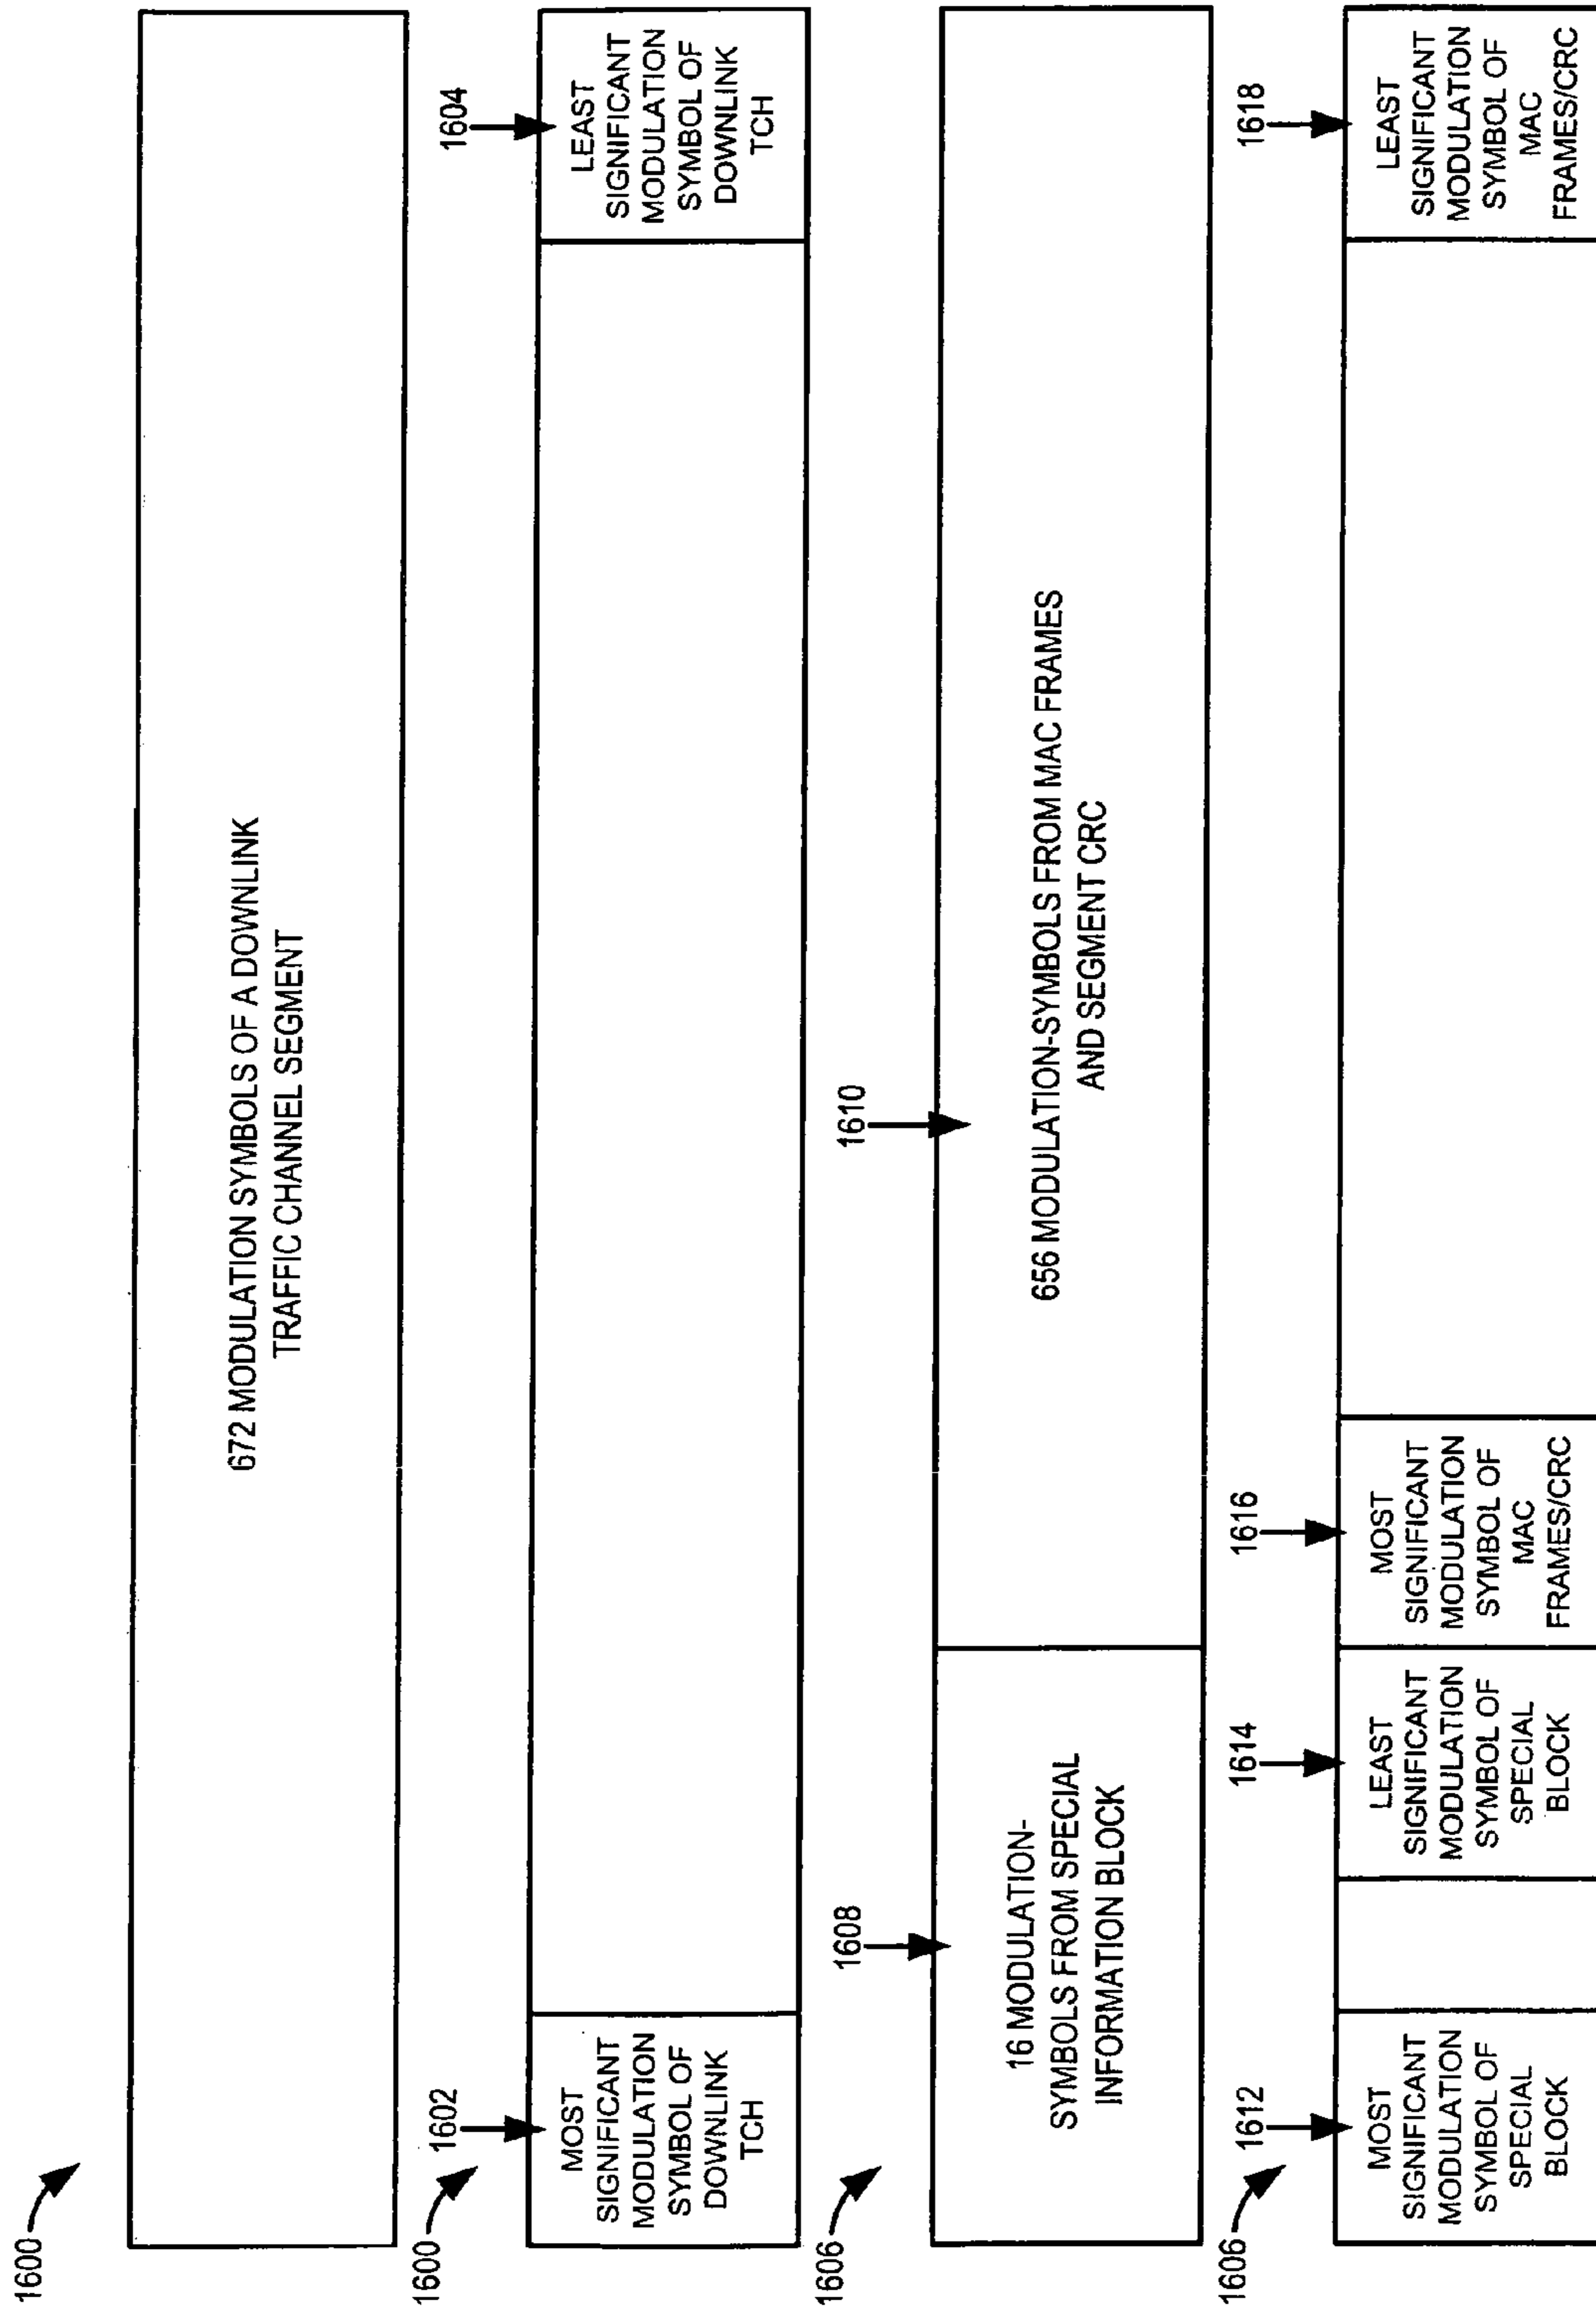 1600
672 MODULATION SYMBOLS OF A DOWNLINK
TRAFFIC CHANNEL SEGMENT
1600
1602
MOST
SIGNIFICANT
MODULATION
SYMBOL OF
DOWNLINK
TCH
1604
LEAST
SIGNIFICANT
MODULATION
SYMBOL OF
DOWNLINK
TCH
1606
1608
16 MODULATION-
SYMBOLS FROM SPECIAL
INFORMATION BLOCK
1610
656 MODULATION-SYMBOLS FROM MAC FRAMES
AND SEGMENT CRC
1606
1612
MOST
SIGNIFICANT
MODULATION
SYMBOL OF
SPECIAL
BLOCK
1614
LEAST
SIGNIFICANT
MODULATION
SYMBOL OF
SPECIAL
BLOCK
1616
MOST
SIGNIFICANT
MODULATION
SYMBOL OF
MAC
FRAMES/CRC
1618
LEAST
SIGNIFICANT
MODULATION
SYMBOL OF
MAC
FRAMES/CRC